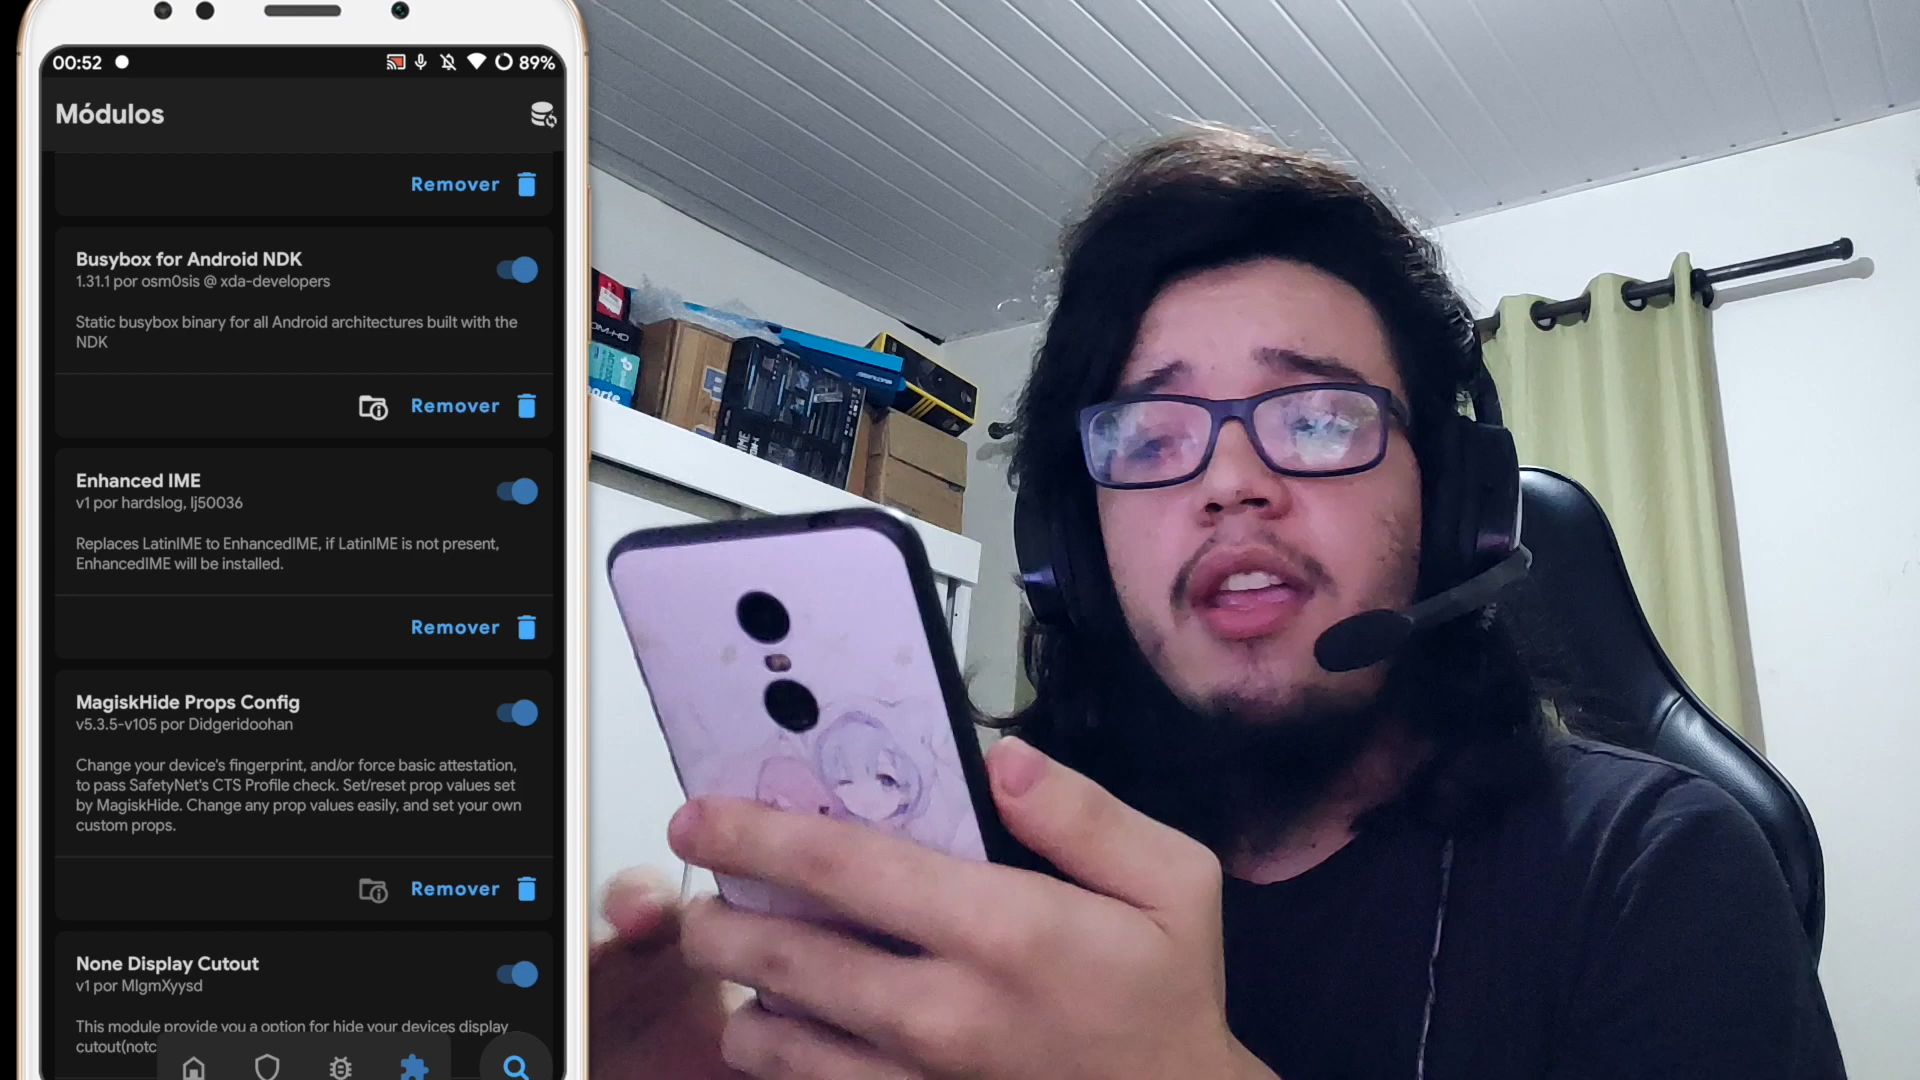 00:52
89%
Módulos
Remover
Busybox for Android NDK
1.31.1 por osm0sis @ xda-developers
Static busybox binary for all Android architectures built with the
NDK
Remover
Enhanced IME
v1 por hardslog, lj50036
Replaces LatinIME to EnhancedIME, if LatinIME is not present,
EnhancedIME will be installed.
Remover
MagiskHide Props Config
v5.3.5-v105 por Didgeridoohan
Change your device's fingerprint, and/or force basic attestation,
to pass SafetyNet's CTS Profile check. Set/reset prop values set
by MagiskHide. Change any prop values easily, and set your own
custom props.
Remover
None Display Cutout
v1 por MlgmXyysd
This module provide you a option for hide your devices display
cutout(notc